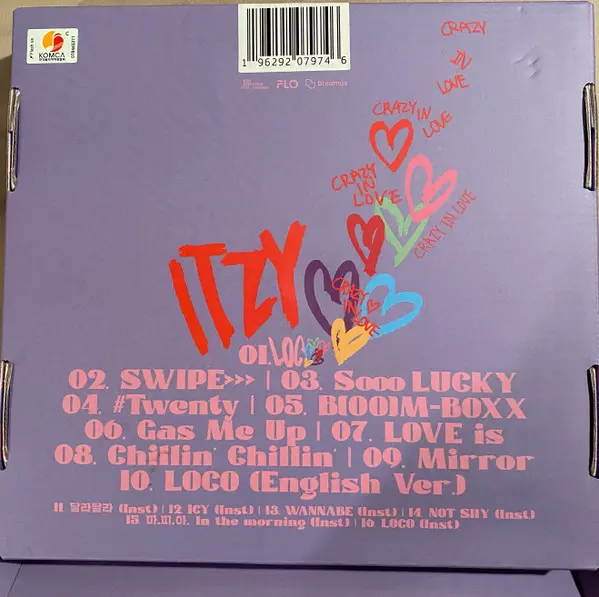 KOMCA
1 96292 07974 6
FLO Dreamus
CRAZY
IN
LOVE
CRAZY
IN
LOVE
CRAZY
IN
LOVE
CRAZY IN LOVE
ITZY
CRAZY
IN LOVE
01. LOCO
02. SWIPE>>> | 03. Sooo LUCKY
04. #Twenty | 05. B[OO]M-BOXX
06. Gas Me Up | 07. LOVE is
08. Chillin' Chillin' | 09. Mirror
10. LOCO (English Ver.)
11. 달라달라 (Inst) | 12. ICY (Inst) | 13. WANNABE (Inst) | 14. NOT SHY (Inst)
15. 마.피.아. In the morning (Inst) | 16. LOCO (Inst)